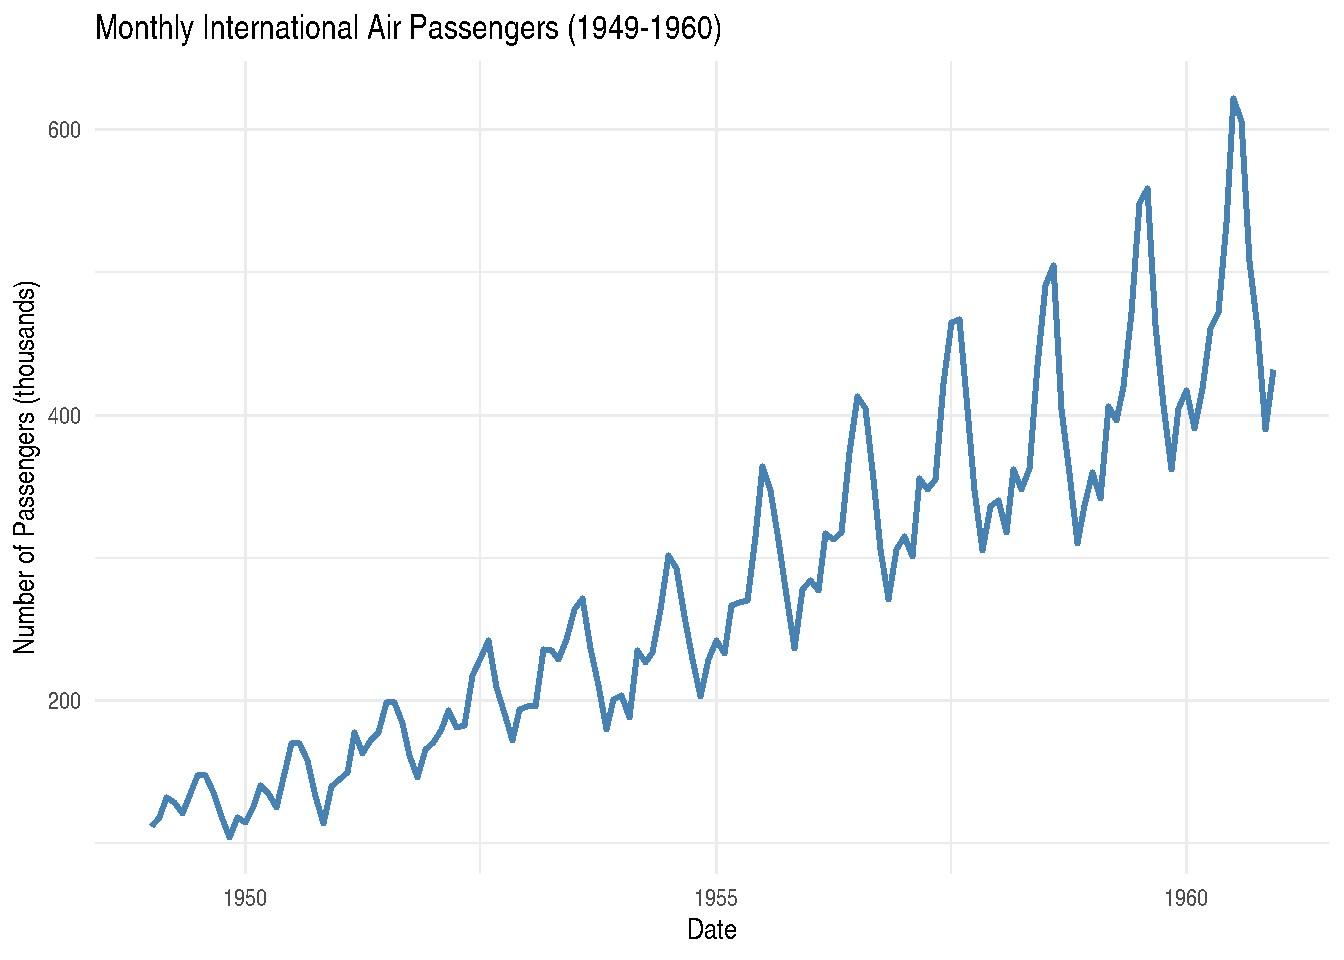 Monthly International Air Passengers (1949-1960)
Number of Passengers (thousands)
600
400
200
1950
1955
1960
Date